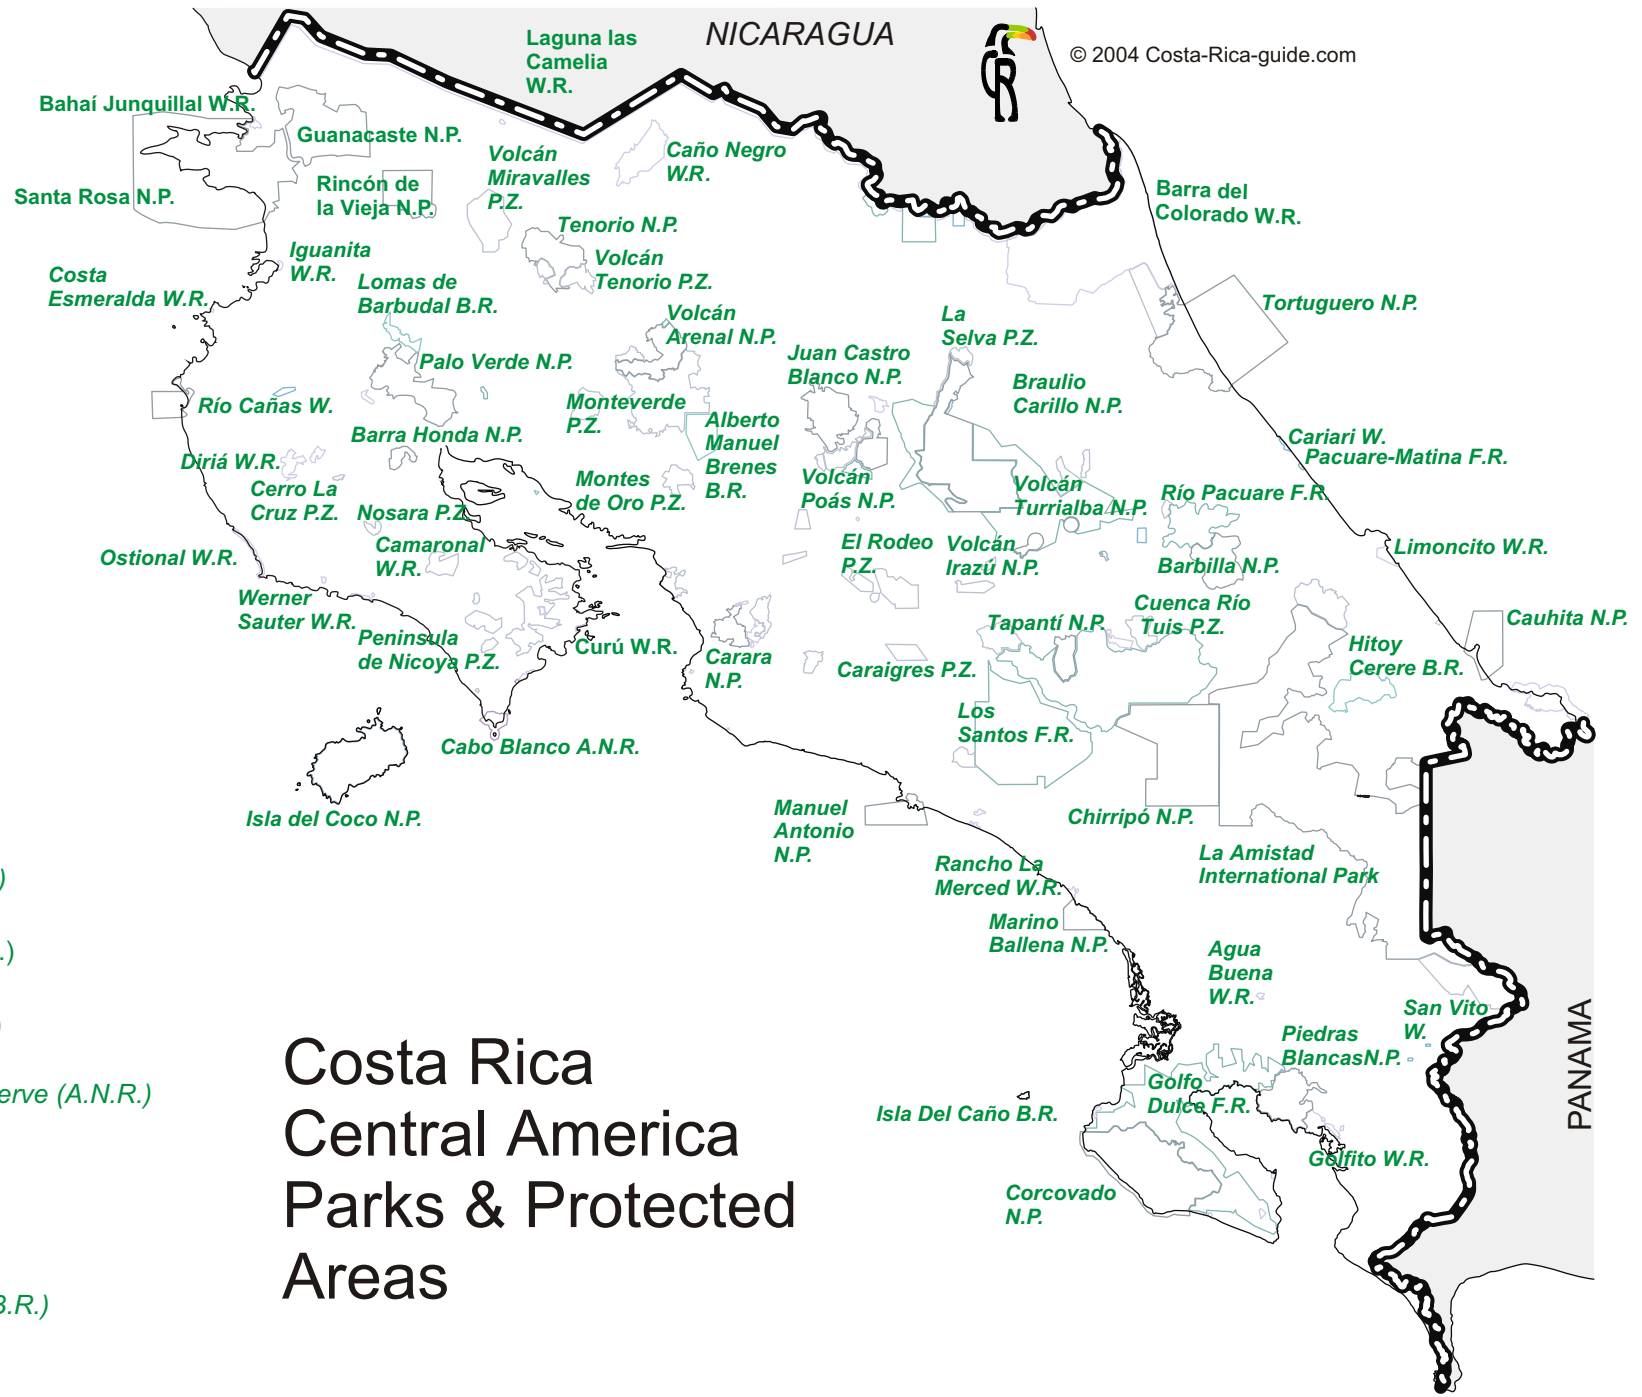 NICARAGUA
© 2004 Costa-Rica-guide.com
Laguna las
Camelia
W.R.
Bahaí Junquillal W.R.
Guanacaste N.P.
Santa Rosa N.P.
Rincón de
la Vieja N.P.
Volcán
Miravalles
P.Z.
Caño Negro
W.R.
Barra del
Colorado W.R.
Tenorio N.P.
Volcán
Tenorio P.Z.
Iguanita
W.R.
Costa
Esmeralda W.R.
Lomas de
Barbudal B.R.
Tortuguero N.P.
Volcán
Arenal N.P.
La
Selva P.Z.
Juan Castro
Blanco N.P.
Palo Verde N.P.
Braulio
Carillo N.P.
Río Cañas W.
Monteverde
P.Z.
Alberto
Manuel
Brenes
B.R.
Barra Honda N.P.
Cariari W.
Pacuare-Matina F.R.
Diriá W.R.
Cerro La
Cruz P.Z.
Nosara P.Z.
Montes
de Oro P.Z.
Volcán
Poás N.P.
Volcán
Turrialba N.P.
Río Pacuare F.R.
Ostional W.R.
Camaronal
W.R.
El Rodeo
P.Z.
Volcán
Irazú N.P.
Barbilla N.P.
Limoncito W.R.
Werner
Sauter W.R.
Peninsula
de Nicoya P.Z.
Curú W.R.
Carara
N.P.
Caraigres P.Z.
Tapantí N.P.
Cuenca Río
Tuis P.Z.
Hitoy
Cerere B.R.
Cauhita N.P.
Los
Santos F.R.
Cabo Blanco A.N.R.
Isla del Coco N.P.
Manuel
Antonio
N.P.
Chirripó N.P.
La Amistad
International Park
Rancho La
Merced W.R.
Marino
Ballena N.P.
Agua
Buena
W.R.
San Vito
W.
Piedras
BlancasN.P.
Golfo
Dulce F.R.
Isla Del Caño B.R.
Golfito W.R.
Corcovado
N.P.
PANAMA
)
.)
)
erve (A.N.R.)
B.R.)
Costa Rica
Central America
Parks & Protected
Areas